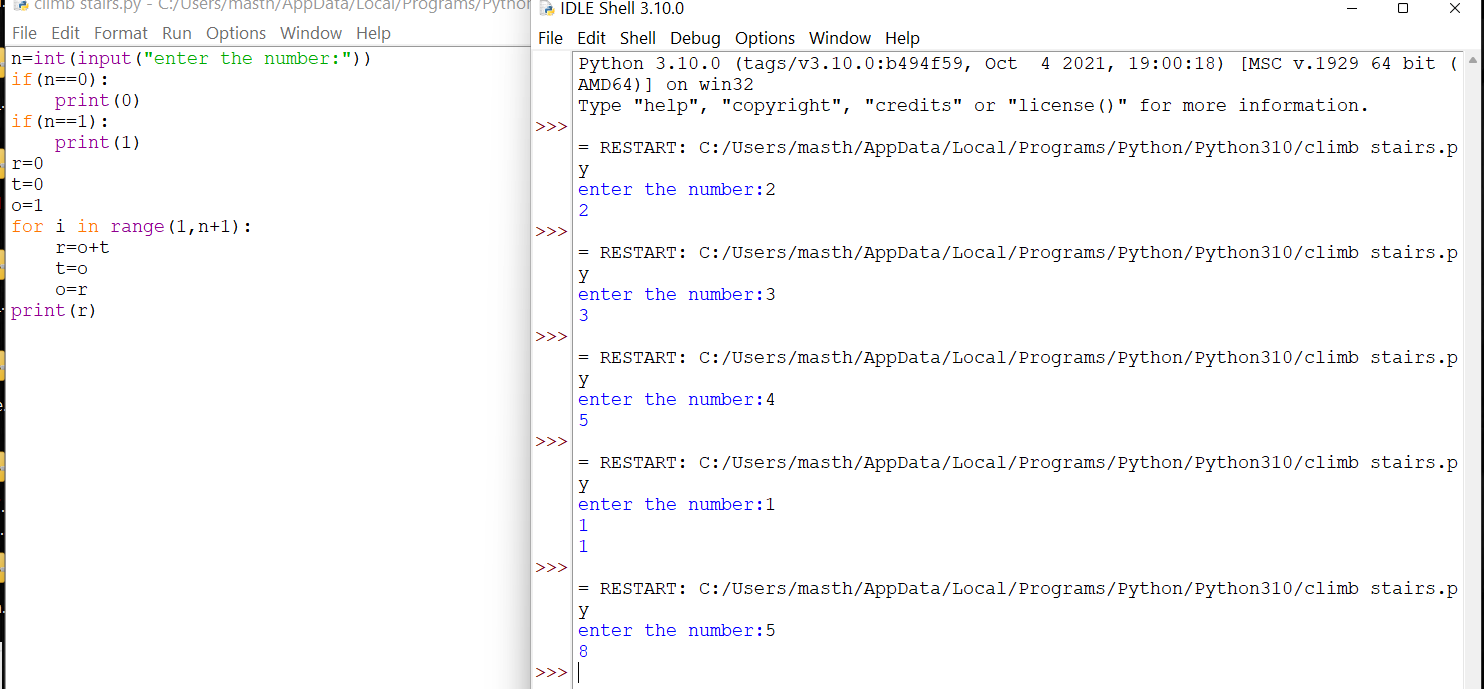 climb stairs.py - C:/Users/masth/AppData/Local/Programs/Python
File Edit Format Run Options Window Help
n=int(input("enter the number:"))
if(n==0):
    print(0)
if(n==1):
    print(1)
r=0
t=0
o=1
for i in range(1,n+1):
    r=o+t
    t=o
    o=r
print(r)
IDLE Shell 3.10.0
File Edit Shell Debug Options Window Help
Python 3.10.0 (tags/v3.10.0:b494f59, Oct  4 2021, 19:00:18) [MSC v.1929 64 bit (
AMD64)] on win32
Type "help", "copyright", "credits" or "license()" for more information.
>>>
= RESTART: C:/Users/masth/AppData/Local/Programs/Python/Python310/climb stairs.p
y
enter the number:2
2
>>>
= RESTART: C:/Users/masth/AppData/Local/Programs/Python/Python310/climb stairs.p
y
enter the number:3
3
>>>
= RESTART: C:/Users/masth/AppData/Local/Programs/Python/Python310/climb stairs.p
y
enter the number:4
5
>>>
= RESTART: C:/Users/masth/AppData/Local/Programs/Python/Python310/climb stairs.p
y
enter the number:1
1
1
>>>
= RESTART: C:/Users/masth/AppData/Local/Programs/Python/Python310/climb stairs.p
y
enter the number:5
8
>>>